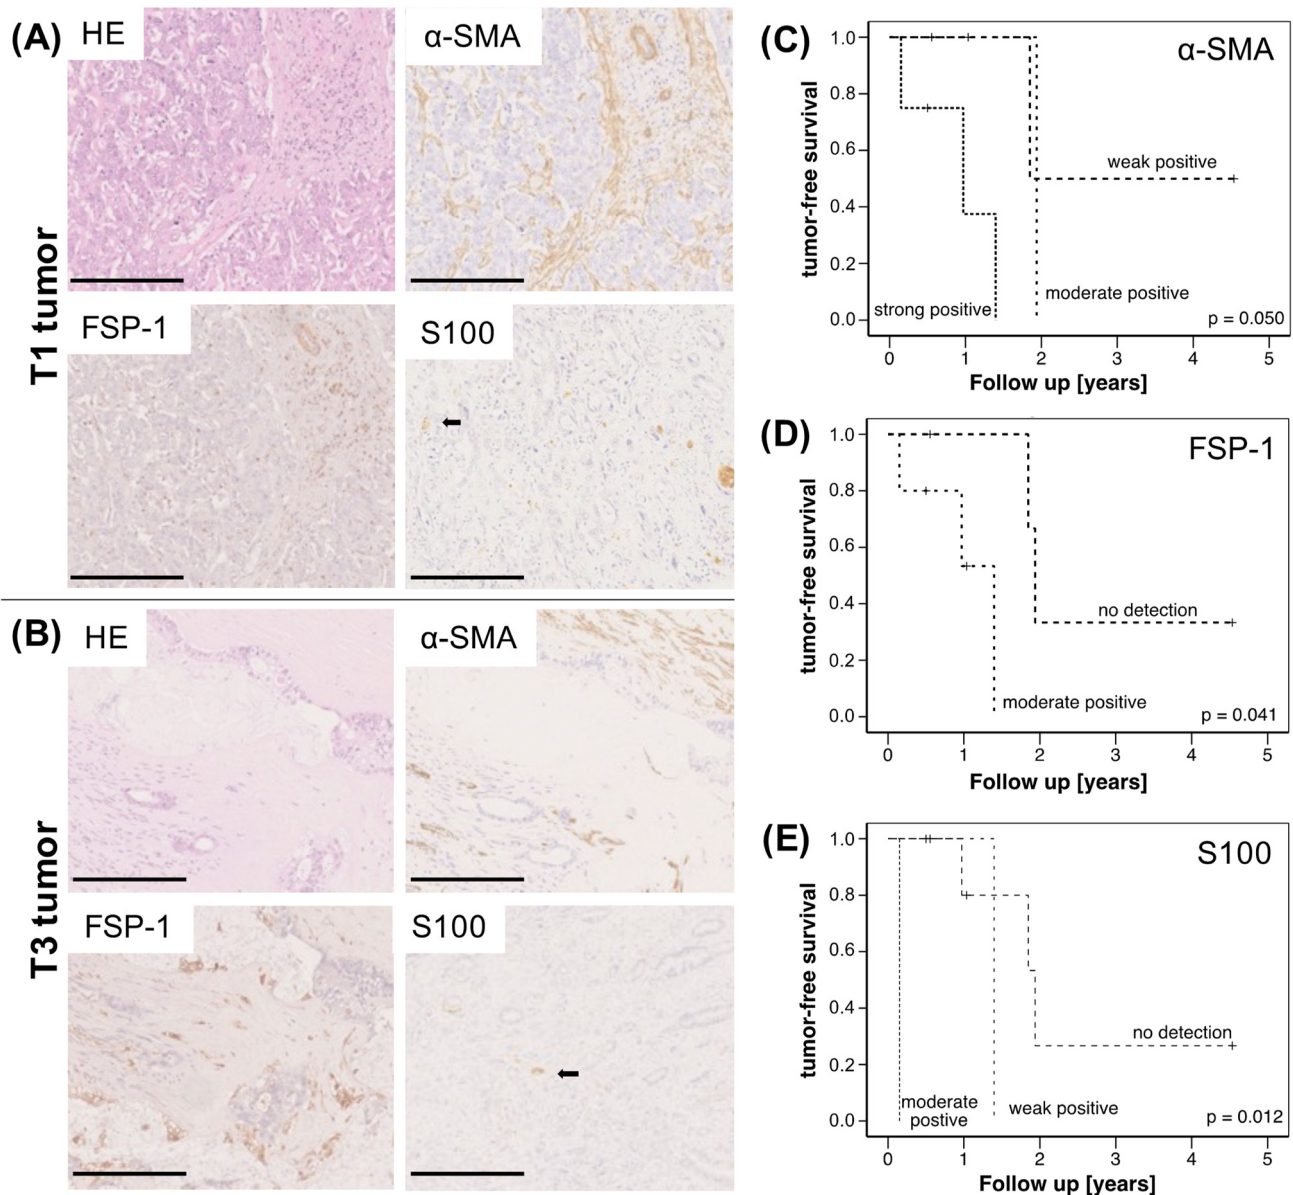 (A)
HE
α-SMA
T1 tumor
FSP-1
S100
(B)
HE
α-SMA
T3 tumor
FSP-1
S100
(C)
α-SMA
tumor-free survival
1.0
0.8
0.6
0.4
0.2
0.0
weak positive
moderate positive
strong positive
p = 0.050
0 1 2 3 4 5
Follow up [years]
(D)
FSP-1
tumor-free survival
1.0
0.8
0.6
0.4
0.2
0.0
no detection
moderate positive
p = 0.041
0 1 2 3 4 5
Follow up [years]
(E)
S100
tumor-free survival
1.0
0.8
0.6
0.4
0.2
0.0
no detection
moderate
postive
weak positive
p = 0.012
0 1 2 3 4 5
Follow up [years]